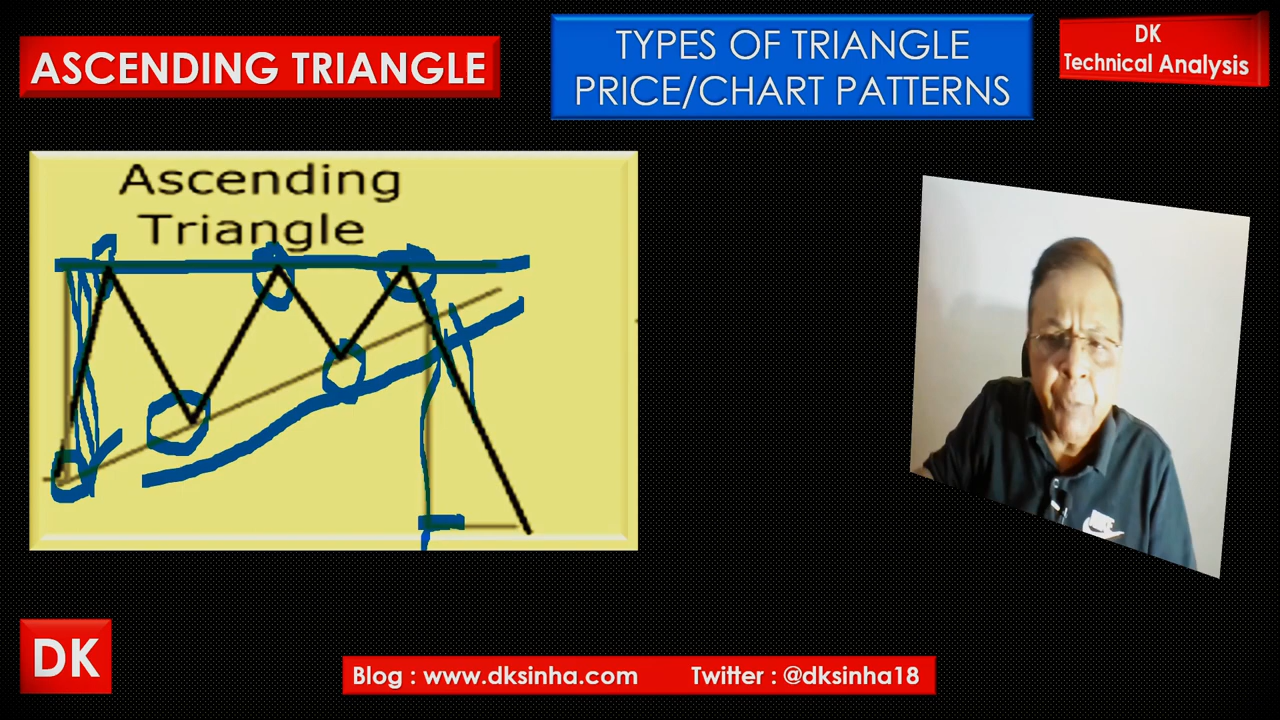 ASCENDING TRIANGLE
TYPES OF TRIANGLE
PRICE/CHART PATTERNS
DK
Technical Analysis
Ascending
Triangle
DK
Blog : www.dksinha.com Twitter : @dksinha18